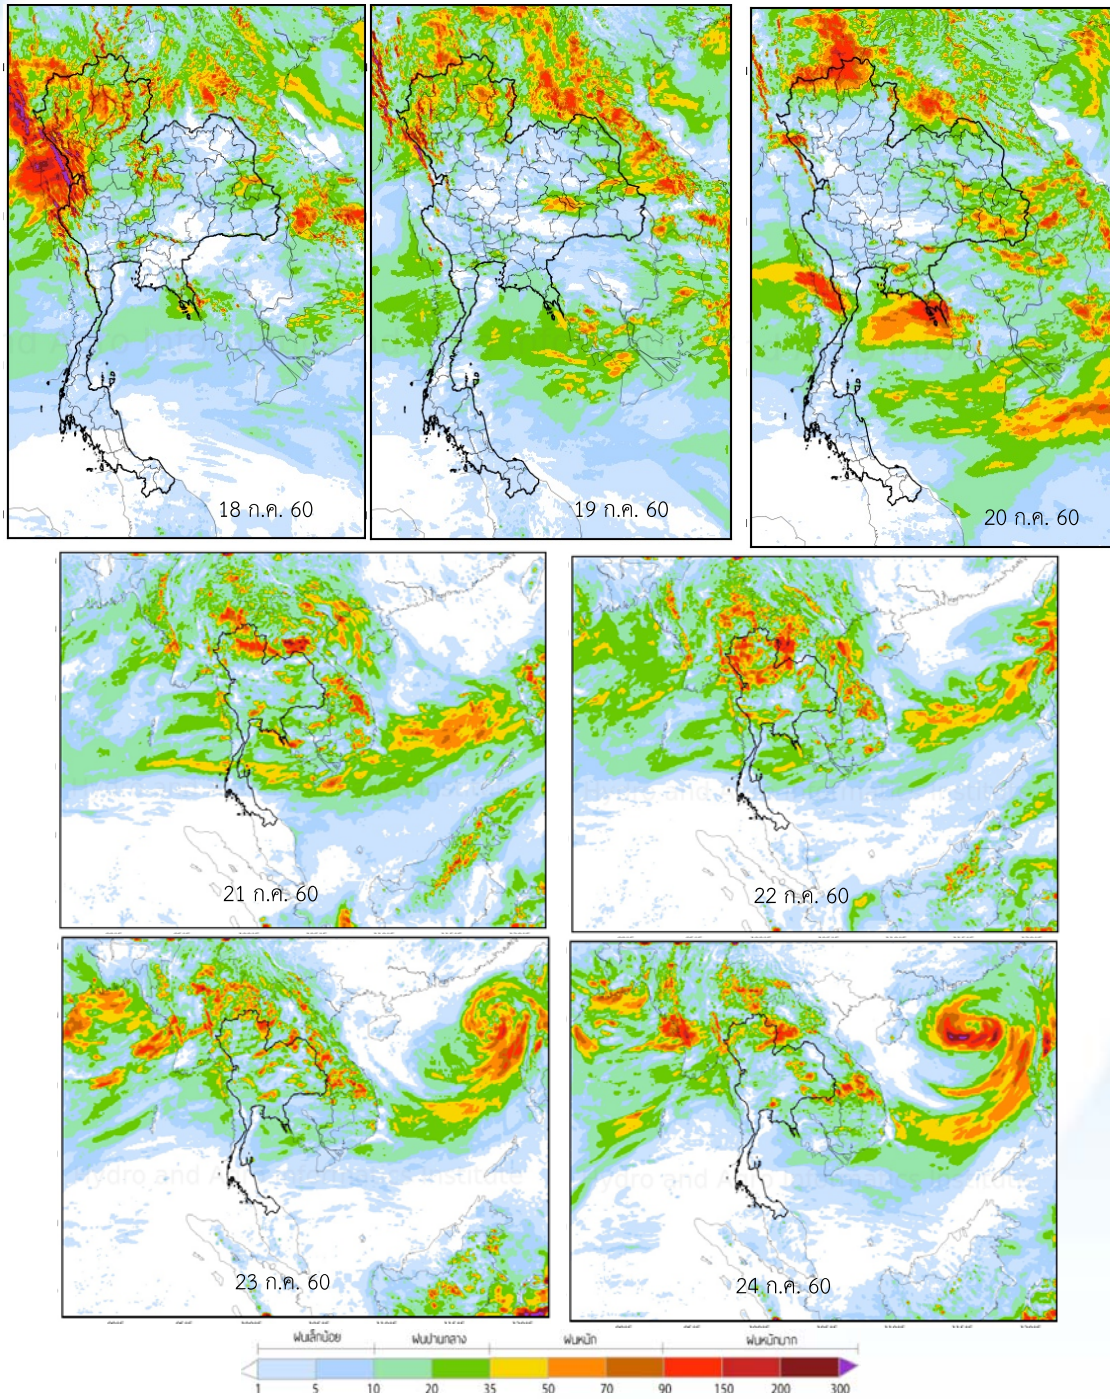 18 ก.ค. 60
19 ก.ค. 60
20 ก.ค. 60
21 ก.ค. 60
22 ก.ค. 60
23 ก.ค. 60
24 ก.ค. 60
ฝนเล็กน้อย ฝนปานกลาง ฝนหนัก ฝนหนักมาก
1 5 10 20 35 50 70 90 150 200 300